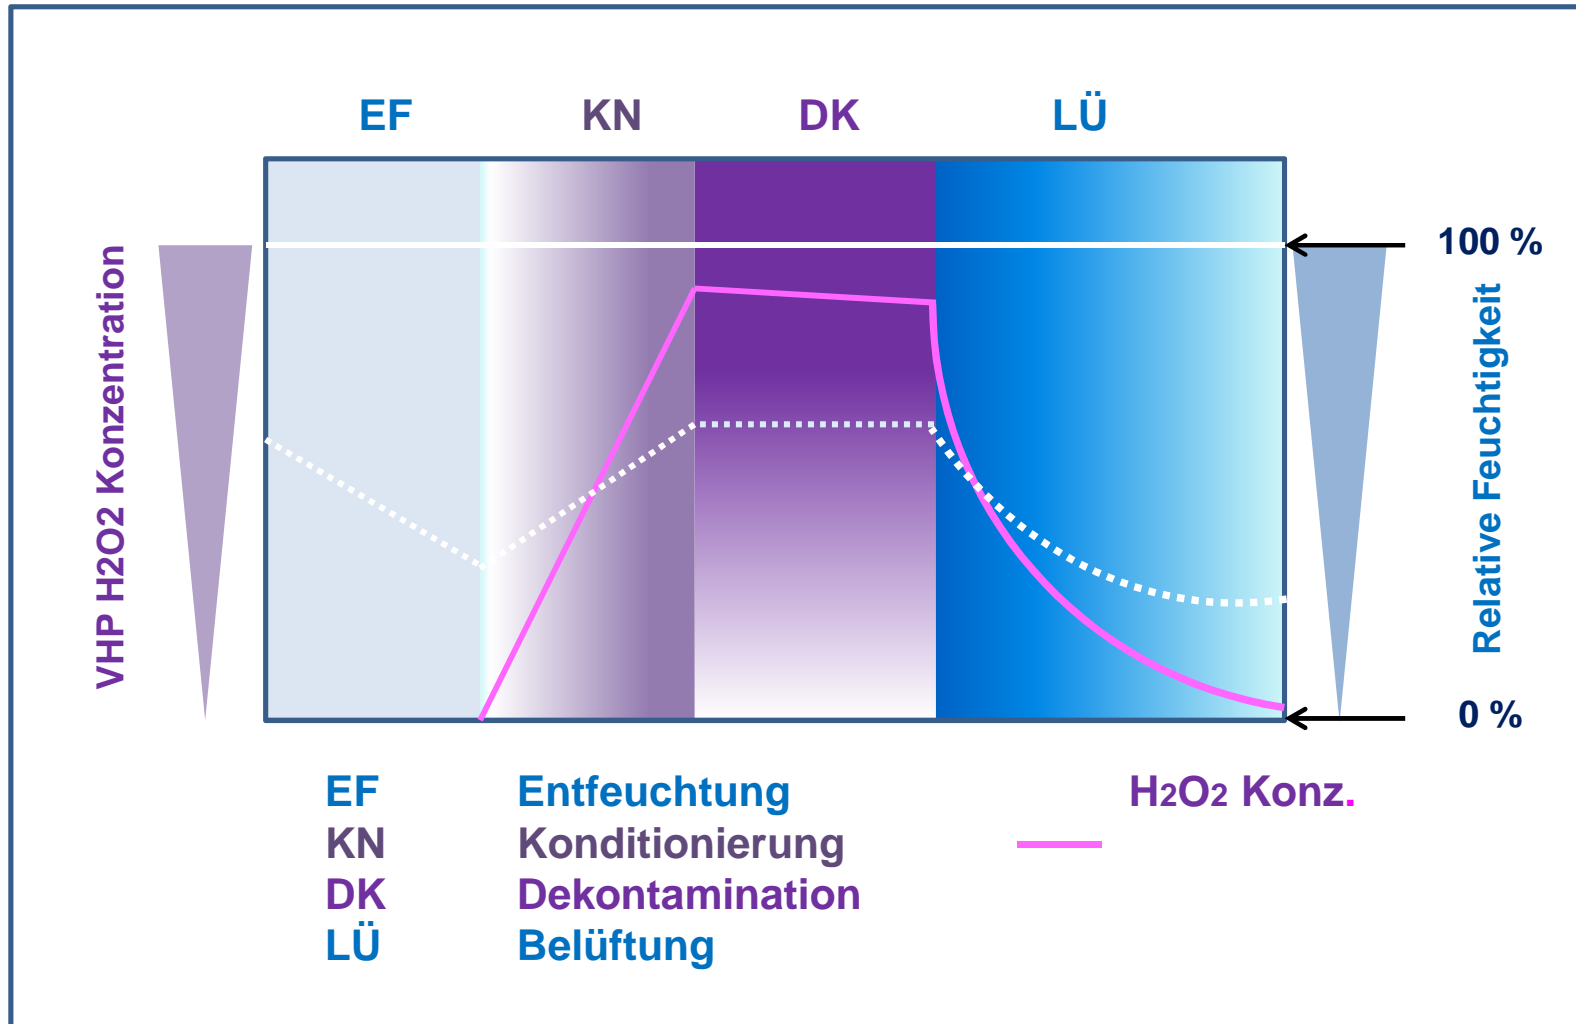 EF KN DK LÜ
VHP H2O2 Konzentration
100 %
Relative Feuchtigkeit
0 %
EF Entfeuchtung H2O2 Konz.
KN Konditionierung
DK Dekontamination
LÜ Belüftung